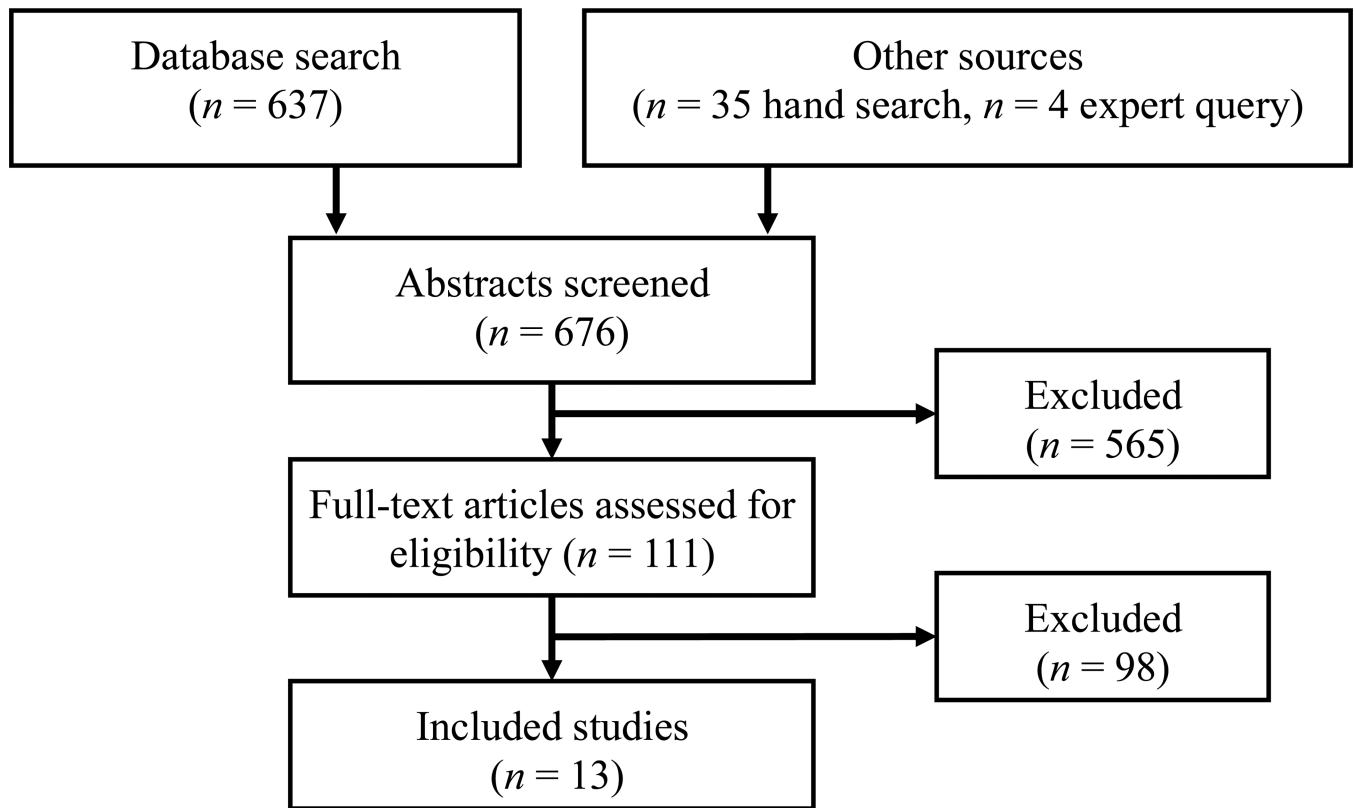 Database search
(n = 637)
Other sources
(n = 35 hand search, n = 4 expert query)
Abstracts screened
(n = 676)
Excluded
(n = 565)
Full-text articles assessed for
eligibility (n = 111)
Excluded
(n = 98)
Included studies
(n = 13)